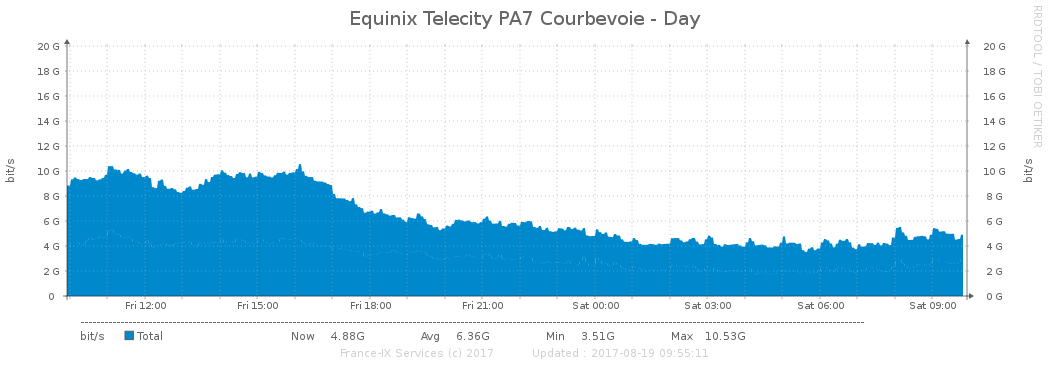 Equinix Telecity PA7 Courbevoie - Day
RRDTOOL / TOBI OETIKER
bit/s
20 G
18 G
16 G
14 G
12 G
10 G
8 G
6 G
4 G
2 G
0
20 G
18 G
16 G
14 G
12 G
10 G
8 G
6 G
4 G
2 G
0 G
bit/s
Fri 12:00 Fri 15:00 Fri 18:00 Fri 21:00 Sat 00:00 Sat 03:00 Sat 06:00 Sat 09:00
bit/s Total Now 4.88G Avg 6.36G Min 3.51G Max 10.53G
France-IX Services (c) 2017 Updated : 2017-08-19 09:55:11